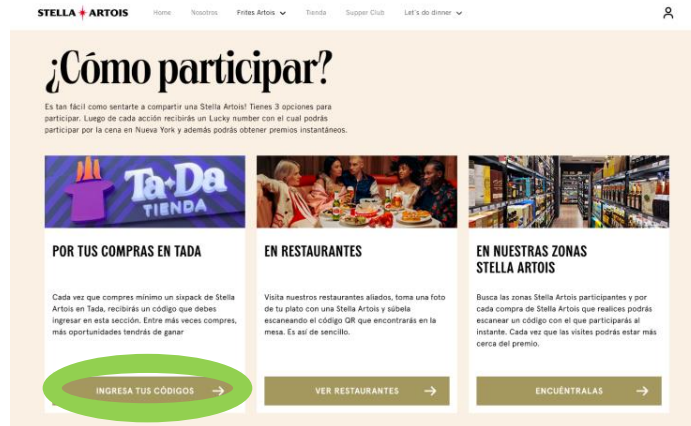 STELLA ARTOIS
Home Nosotros Frites Artois Tienda Supper Club Let's do dinner
¿Cómo participar?
Es tan fácil como sentarte a compartir una Stella Artois! Tienes 3 opciones para
participar. Luego de cada acción recibirás un Lucky number con el cual podrás
participar por la cena en Nueva York y además podrás obtener premios instantáneos.
Ta-Da
TIENDA
POR TUS COMPRAS EN TADA
Cada vez que compres mínimo un sixpack de Stella
Artois en Tada, recibirás un código que debes
ingresar en esta sección. Entre más veces compres,
más oportunidades tendrás de ganar
INGRESA TUS CÓDIGOS
EN RESTAURANTES
Visita nuestros restaurantes aliados, toma una foto
de tu plato con una Stella Artois y súbela
escaneando el código QR que encontrarás en la
mesa. Es así de sencillo.
VER RESTAURANTES
EN NUESTRAS ZONAS
STELLA ARTOIS
Busca las zonas Stella Artois participantes y por
cada compra de Stella Artois que realices podrás
escanear un código con el que participarás al
instante. Cada vez que las visites podrás estar más
cerca del premio.
ENCUÉNTRALAS